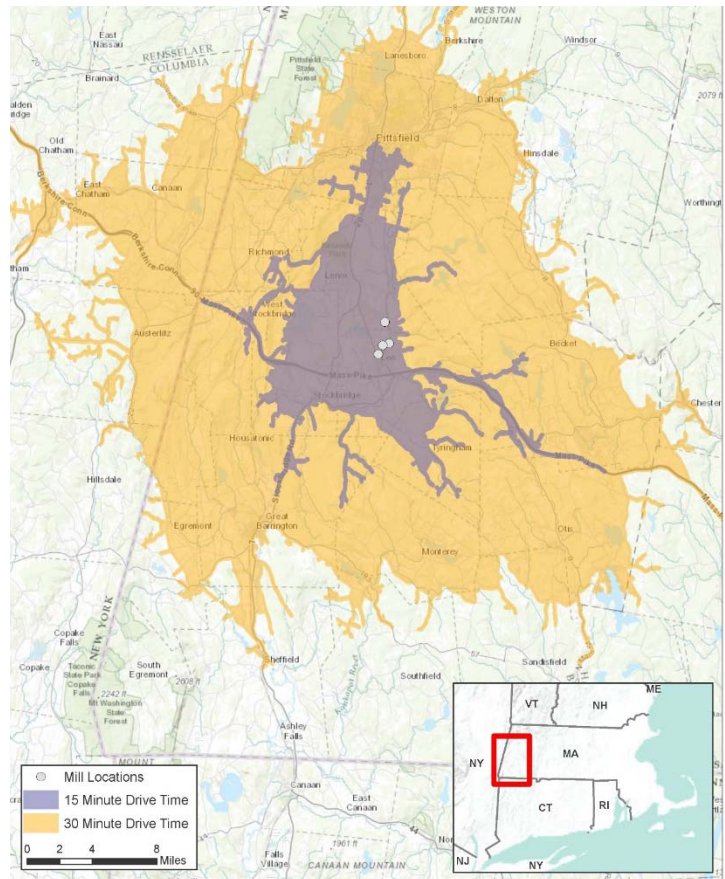 WESTON
MOUNTAIN
East
Nassau
RENSSELAER
COLUMBIA
Brainard
Pittsfield
State
Forest
Lanesboro
Berkshire
Windsor
2079 ft
Dalton
Old
Chatham
Pittsfield
Hinsdale
East
Chatham
Canaan
Worthington
Berkshire Conn
Berkshire Conn
Richmond
Lenox
West
Stockbridge
Austerlitz
Becket
Mass Pike
Chester
Stockbridge
Housatonic
Tyringham
Hillsdale
Great
Barrington
Egremont
Otis
Monterey
NEW YORK
Copake
Falls
Copake
Taconic
State Park
Copake
Falls
South
Egremont
2608 ft
2242 ft
Mt Washington
State
Forest
Sheffield
Southfield
Sandisfield
Ashley
Falls
MOUNT
Canaan
East
Canaan
44
1961 ft
Falls
Village
CANAAN MOUNTAIN
Mill Locations
15 Minute Drive Time
30 Minute Drive Time
0 2 4 8
Miles
VT
NH
ME
NY
MA
CT
RI
NJ
NY